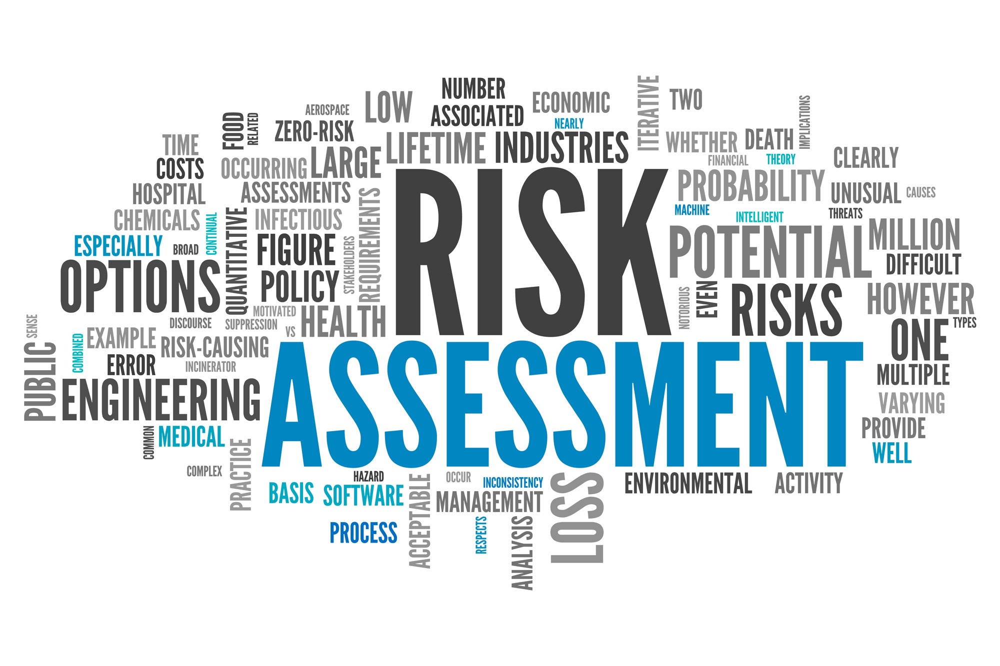 NUMBER
ASSOCIATED
ECONOMIC
NEARLY
ITERATIVE
TWO
IMPLICATIONS
LOW
AEROSPACE
ZERO-RISK
FOOD
RELATED
TIME
COSTS
HOSPITAL
CHEMICALS
OCCURRING
LARGE
LIFETIME
INDUSTRIES
WHETHER
DEATH
FINANCIAL
THEORY
CLEARLY
PROBABILITY
UNUSUAL
CAUSES
ASSESSMENTS
REQUIREMENTS
INFECTIOUS
QUANTITATIVE
CONTINUAL
ESPECIALLY
BROAD
FIGURE
STAKEHOLDERS
RISK
MACHINE
INTELLIGENT
THREATS
MILLION
POTENTIAL
DIFFICULT
OPTIONS
POLICY
EVEN
NOTORIOUS
RISKS
HOWEVER
MOTIVATED
HEALTH
DISCOURSE
SUPPRESSION
VS
SENSE
PUBLIC
COMBINED
EXAMPLE
RISK-CAUSING
ERROR
INCINERATOR
ONE
TYPES
MULTIPLE
ENGINEERING
ASSESSMENT
VARYING
PROVIDE
WELL
COMMON
MEDICAL
PRACTICE
COMPLEX
HAZARD
BASIS
SOFTWARE
ACCEPTABLE
OCCUR
INCONSISTENCY
MANAGEMENT
LOSS
ENVIRONMENTAL
ACTIVITY
PROCESS
RESPECTS
ANALYSIS